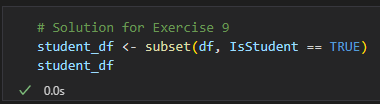 # Solution for Exercise 9
student_df <- subset(df, IsStudent == TRUE)
student_df
0.0s